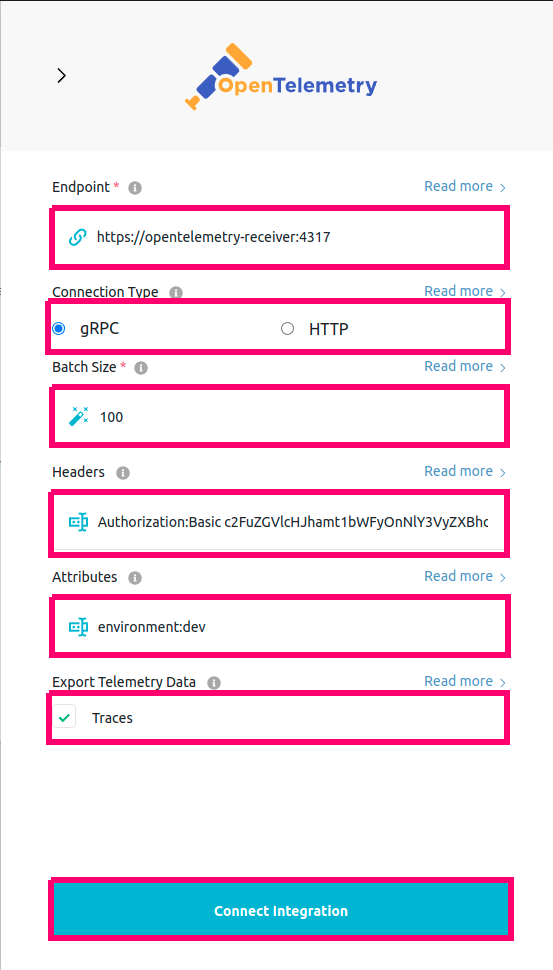 OpenTelemetry
Endpoint * Read more
https://opentelemetry-receiver:4317
Connection Type Read more
gRPC HTTP
Batch Size * Read more
100
Headers Read more
Authorization:Basic c2FuZGVlcHJhamt1bWFyOnNlY3VyZXBhc
Attributes Read more
environment:dev
Export Telemetry Data Read more
Traces
Connect Integration